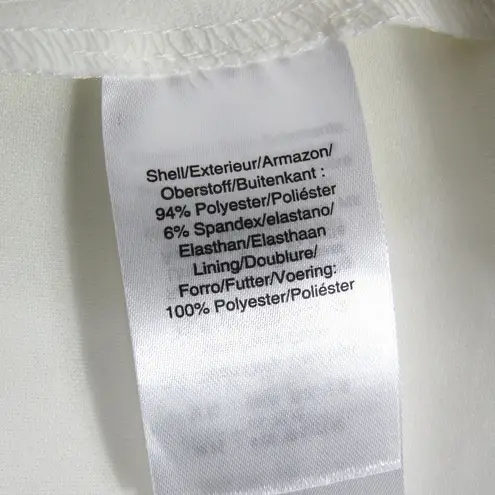 Shell/Exterieur/Armazon/
Oberstoff/Buitenkant :
94% Polyester/Poliéster
6% Spandex/elastano/
Elasthan/Elasthaan
Lining/Doublure/
Forro/Futter/Voering:
100% Polyester/Poliéster